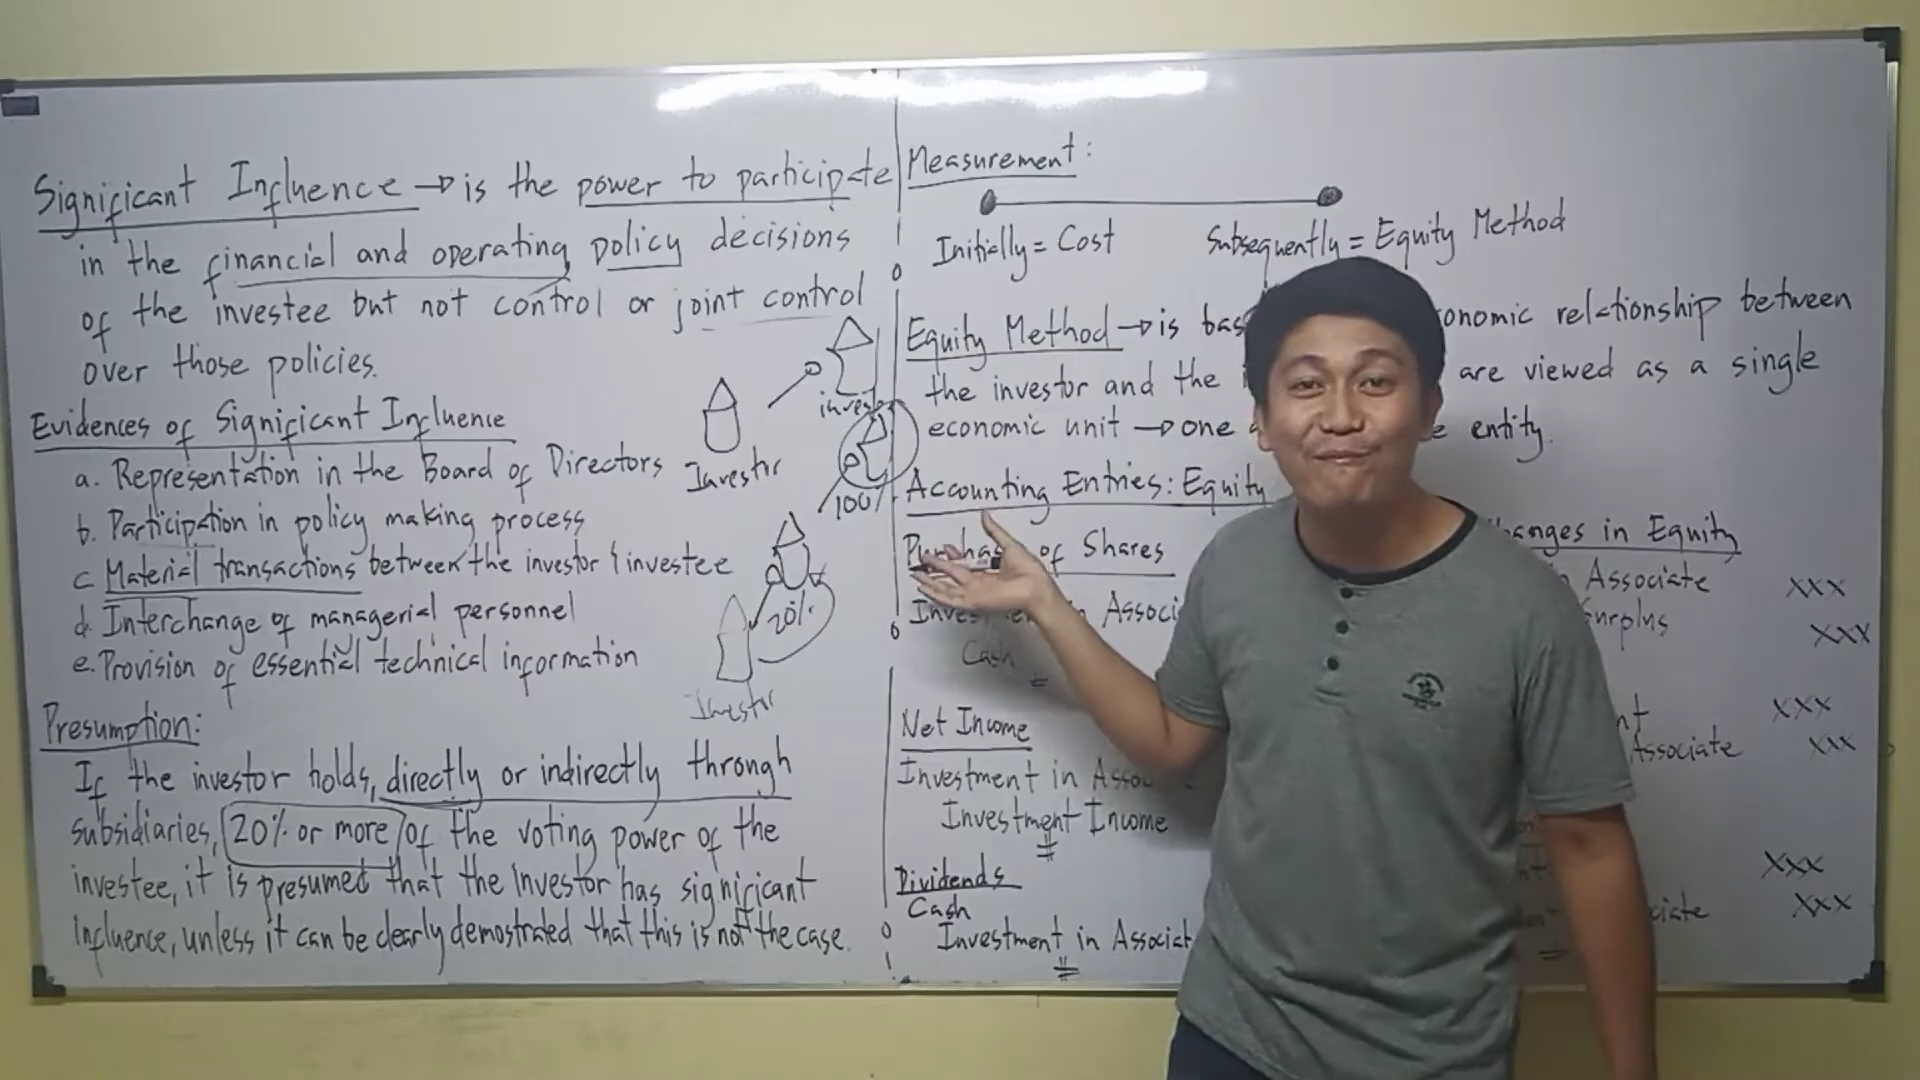 Significant Influence → is the power to participate
in the financial and operating policy decisions
of the investee but not control or joint control
over those policies.
Evidences of Significant Influence
a. Representation in the Board of Directors
b. Participation in policy making process
c. Material transactions between the investor & investee
d. Interchange of managerial personnel
e. Provision of essential technical information
Investor
100%
20%
Investor
Presumption:
If the investor holds, directly or indirectly through
subsidiaries, 20% or more of the voting power of the
investee, it is presumed that the investor has significant
influence, unless it can be clearly demostrated that this is not the case.
Measurement:
Initially = Cost
Subsequently = Equity Method
Equity Method → is onomic relationship between
the investor and the are viewed as a single
economic unit → one entity.
Accounting Entries: Equity
Purchase of Shares
Investment in
Cash
Net Income
Investment in
Investment Income
Dividends
Cash
Investment in Associat
anges in Equity
Associate XXX
Surplus XXX
XXX
Associate XXX
XXX
XXX